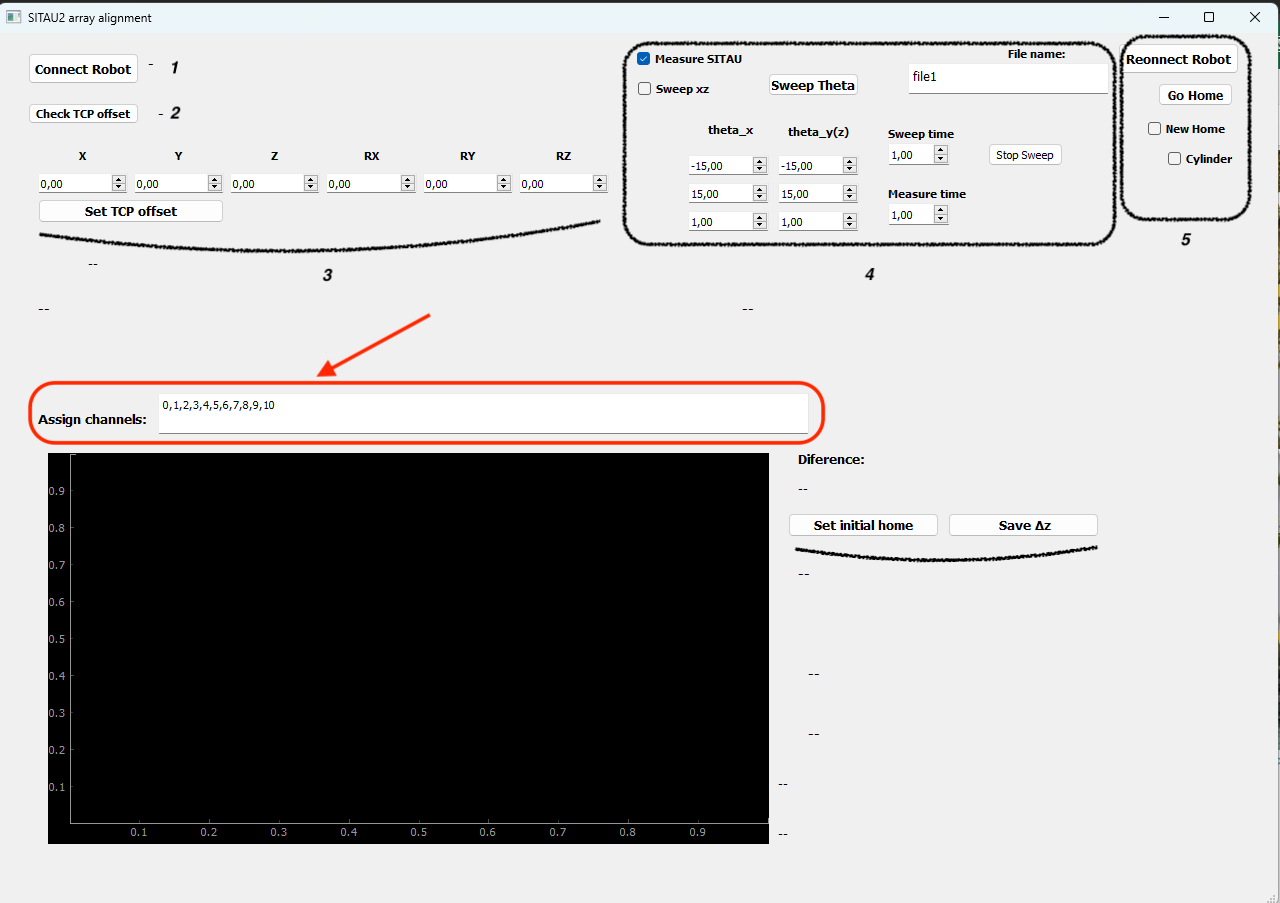 SITAU2 array alignment
Connect Robot - 1
Check TCP offset - 2
X Y Z RX RY RZ
0,00 0,00 0,00 0,00 0,00 0,00
Set TCP offset
3
--
--
Measure SITAU
Sweep xz
Sweep Theta
File name:
file1
theta_x theta_y(z)
-15,00 -15,00
15,00 15,00
1,00 1,00
Sweep time
1,00
Stop Sweep
Measure time
1,00
4
--
Reonnect Robot
Go Home
New Home
Cylinder
5
Assign channels: 0,1,2,3,4,5,6,7,8,9,10
0.9
0.8
0.7
0.6
0.5
0.4
0.3
0.2
0.1
0.1 0.2 0.3 0.4 0.5 0.6 0.7 0.8 0.9
Diference:
--
Set initial home Save Δz
--
--
--
--
--